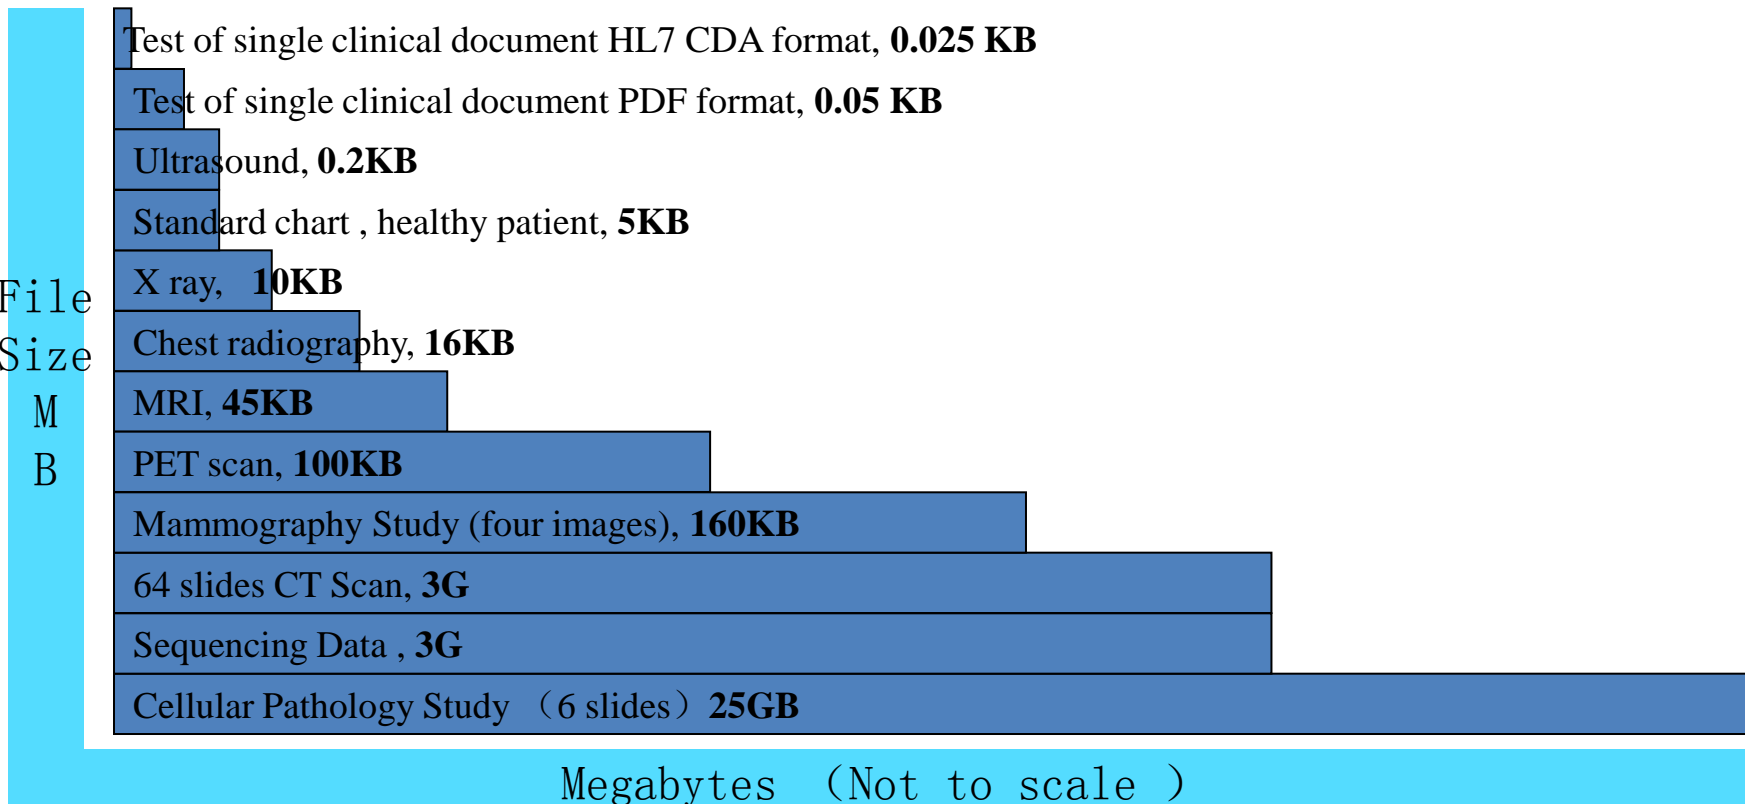 Test of single clinical document HL7 CDA format, 0.025 KB
Test of single clinical document PDF format, 0.05 KB
Ultrasound, 0.2KB
Standard chart , healthy patient, 5KB
X ray, 10KB
Chest radiography, 16KB
MRI, 45KB
PET scan, 100KB
Mammography Study (four images), 160KB
64 slides CT Scan, 3G
Sequencing Data , 3G
Cellular Pathology Study （6 slides）25GB
File
Size
M
B
Megabytes （Not to scale ）